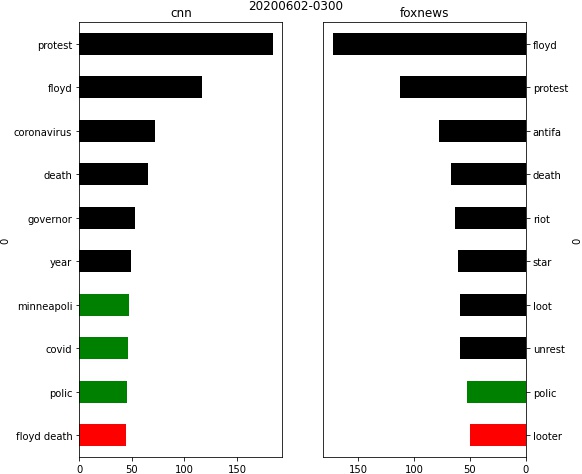 20200602-0300
cnn
foxnews
protest
floyd
coronavirus
death
governor
year
minneapoli
covid
polic
floyd death
0
0 50 100 150
floyd
protest
antifa
death
riot
star
loot
unrest
polic
looter
0
150 100 50 0